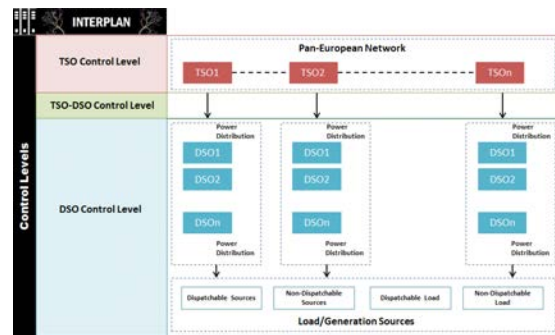 INTERPLAN
Control Levels
TSO Control Level
Pan-European Network
TSO1
TSO2
TSOn
TSO-DSO Control Level
DSO Control Level
Power
Distribution
DSO1
DSO2
DSOn
Power
Distribution
Power
Distribution
DSO1
DSO2
DSOn
Power
Distribution
Power
Distribution
DSO1
DSO2
DSOn
Power
Distribution
Dispatchable Sources
Non-Dispatchable
Sources
Dispatchable Load
Non-Dispatchable
Load
Load/Generation Sources